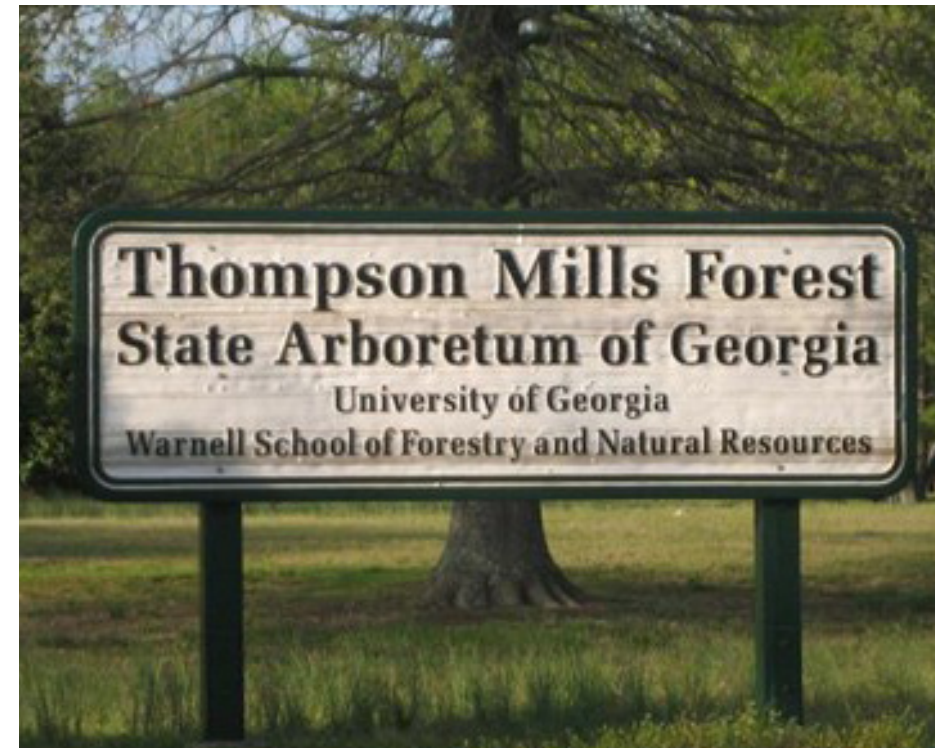 Thompson Mills Forest
State Arboretum of Georgia
University of Georgia
Warnell School of Forestry and Natural Resources